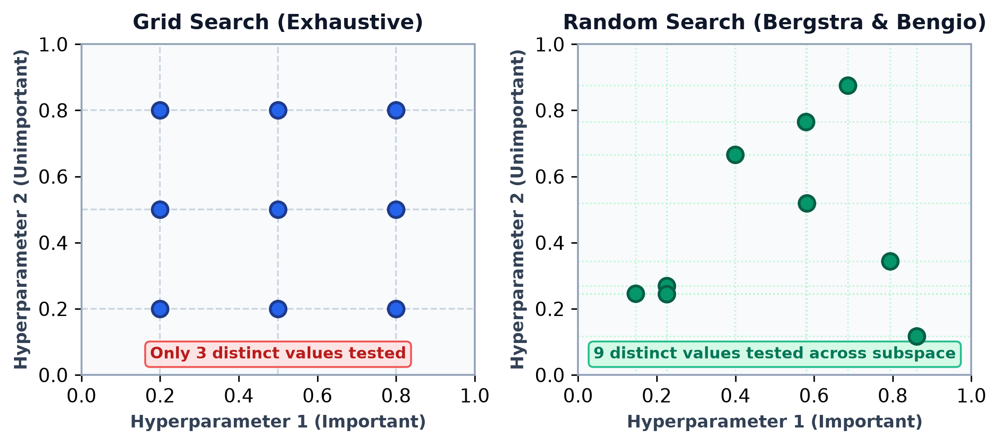 Grid Search (Exhaustive)
Hyperparameter 2 (Unimportant)
1.0
0.8
0.6
0.4
0.2
0.0
Only 3 distinct values tested
0.0 0.2 0.4 0.6 0.8 1.0
Hyperparameter 1 (Important)
Random Search (Bergstra & Bengio)
Hyperparameter 2 (Unimportant)
1.0
0.8
0.6
0.4
0.2
0.0
9 distinct values tested across subspace
0.0 0.2 0.4 0.6 0.8 1.0
Hyperparameter 1 (Important)